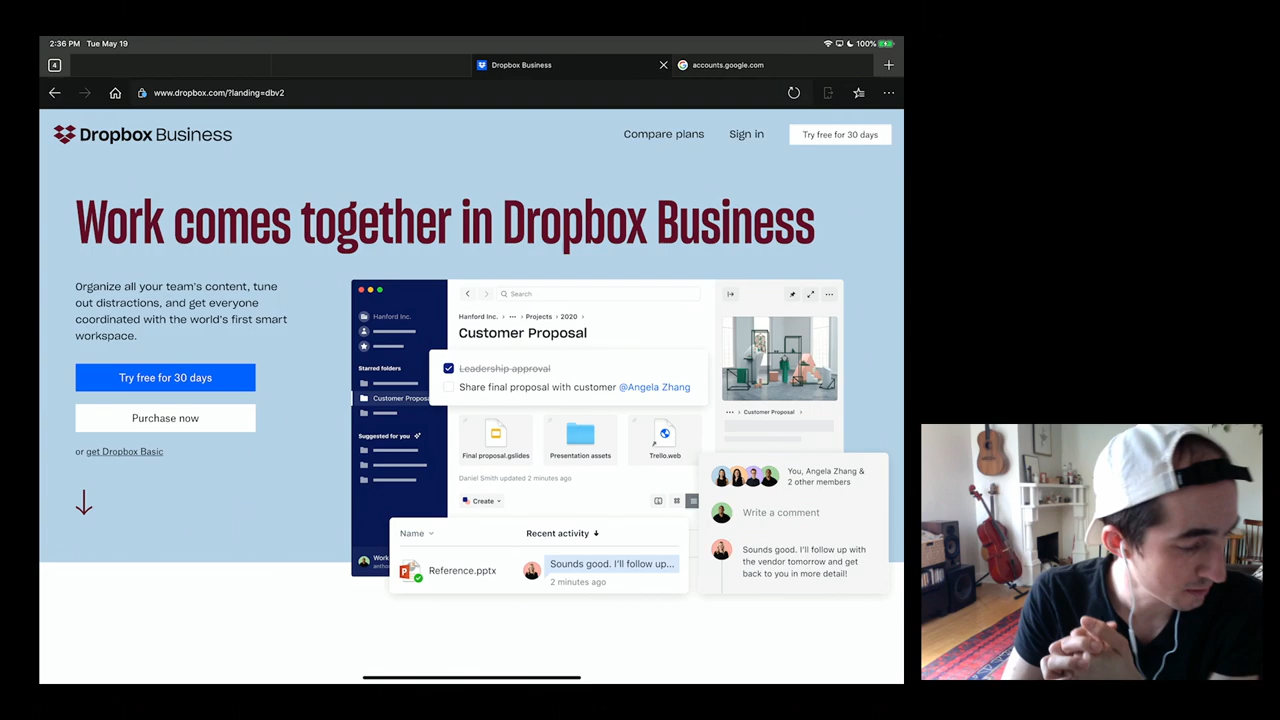 2:36 PM Tue May 19
100%
4
Dropbox Business
accounts.google.com
www.dropbox.com/?landing=dbv2
Dropbox Business
Compare plans
Sign in
Try free for 30 days
Work comes together in Dropbox Business
Organize all your team's content, tune
out distractions, and get everyone
coordinated with the world's first smart
workspace.
Try free for 30 days
Purchase now
or get Dropbox Basic
Hanford Inc.
Starred folders
Customer Propos
Suggested for you
Work
Search
Hanford Inc. › ··· › Projects › 2020 ›
Customer Proposal
Leadership approval
Share final proposal with customer @Angela Zhang
Final proposal.gslides
Presentation assets
Trello.web
Daniel Smith updated 2 minutes ago
Create
Name
Recent activity
Reference.pptx
Sounds good. I'll follow up...
2 minutes ago
··· › Customer Proposal ›
You, Angela Zhang &
2 other members
Write a comment
Sounds good. I'll follow up with
the vendor tomorrow and get
back to you in more detail!